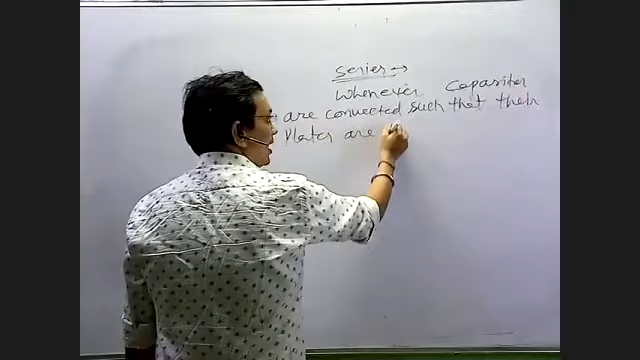 Series →
Whenever Capasitor
are connected such that their
Plates are